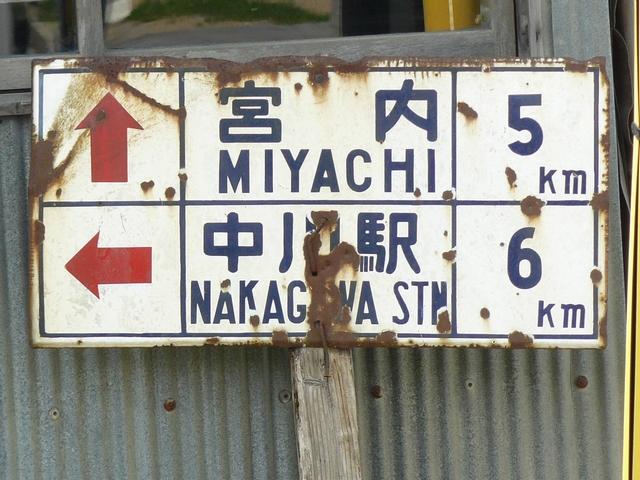 宮内 5
MIYACHI km
中川駅 6
NAKAGAWA STN km